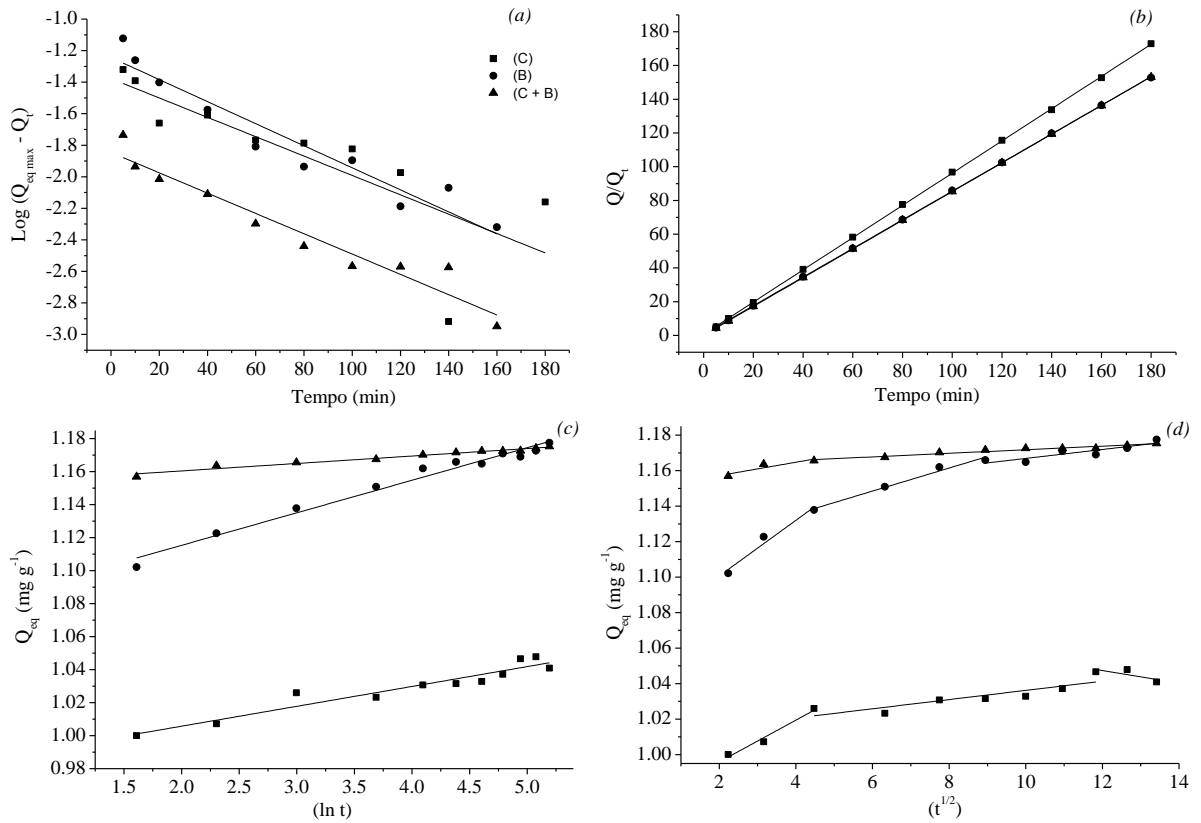 (a)
Log (Q_eq max - Q_t)
-1.0
-1.2
-1.4
-1.6
-1.8
-2.0
-2.2
-2.4
-2.6
-2.8
-3.0
(C)
(B)
(C + B)
0 20 40 60 80 100 120 140 160 180
Tempo (min)
(b)
Q/Q_t
180
160
140
120
100
80
60
40
20
0
0 20 40 60 80 100 120 140 160 180
Tempo (min)
(c)
Q_eq (mg g^-1)
1.18
1.16
1.14
1.12
1.10
1.08
1.06
1.04
1.02
1.00
0.98
1.5 2.0 2.5 3.0 3.5 4.0 4.5 5.0
(ln t)
(d)
Q_eq (mg g^-1)
1.18
1.16
1.14
1.12
1.10
1.08
1.06
1.04
1.02
1.00
2 4 6 8 10 12 14
(t^1/2)